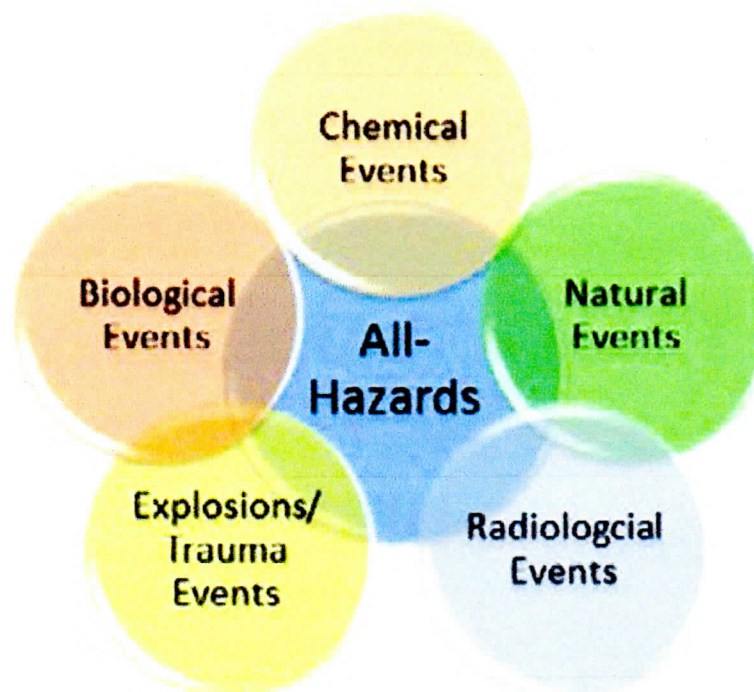 Chemical
Events
Biological
Events
Natural
Events
All-
Hazards
Explosions/
Trauma
Events
Radiologcial
Events